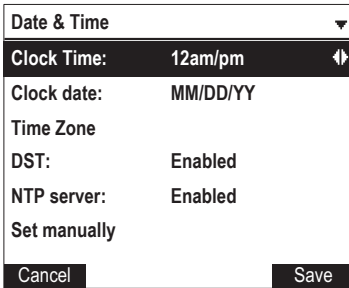 Date & Time
Clock Time: 12am/pm
Clock date: MM/DD/YY
Time Zone
DST: Enabled
NTP server: Enabled
Set manually
Cancel Save